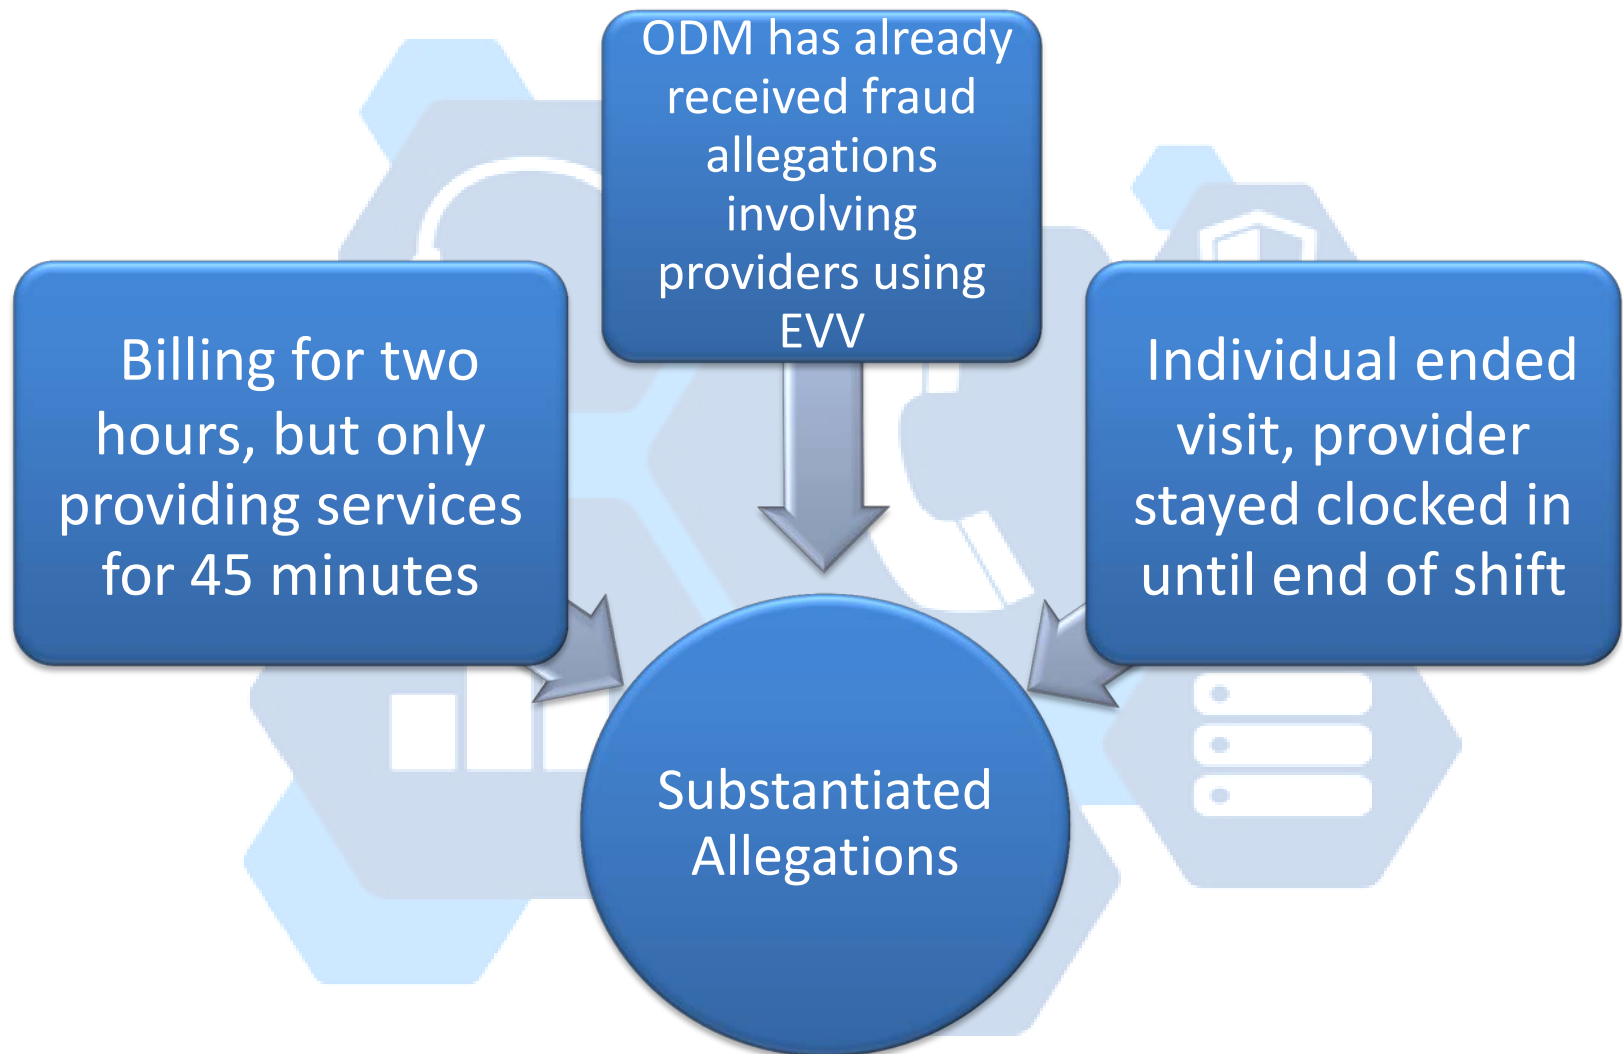 ODM has already
received fraud
allegations
involving
providers using
EVV
Billing for two
hours, but only
providing services
for 45 minutes
Individual ended
visit, provider
stayed clocked in
until end of shift
Substantiated
Allegations